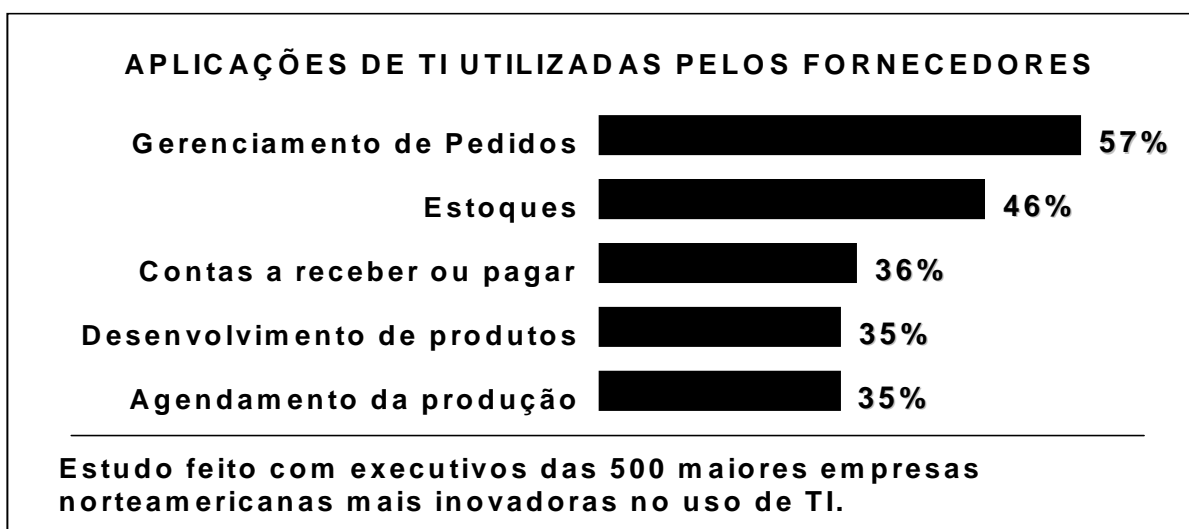 APLICAÇÕES DE TI UTILIZADAS PELOS FORNECEDORES
Gerenciamento de Pedidos 57%
Estoques 46%
Contas a receber ou pagar 36%
Desenvolvimento de produtos 35%
Agendamento da produção 35%
Estudo feito com executivos das 500 maiores empresas
norteamericanas mais inovadoras no uso de TI.